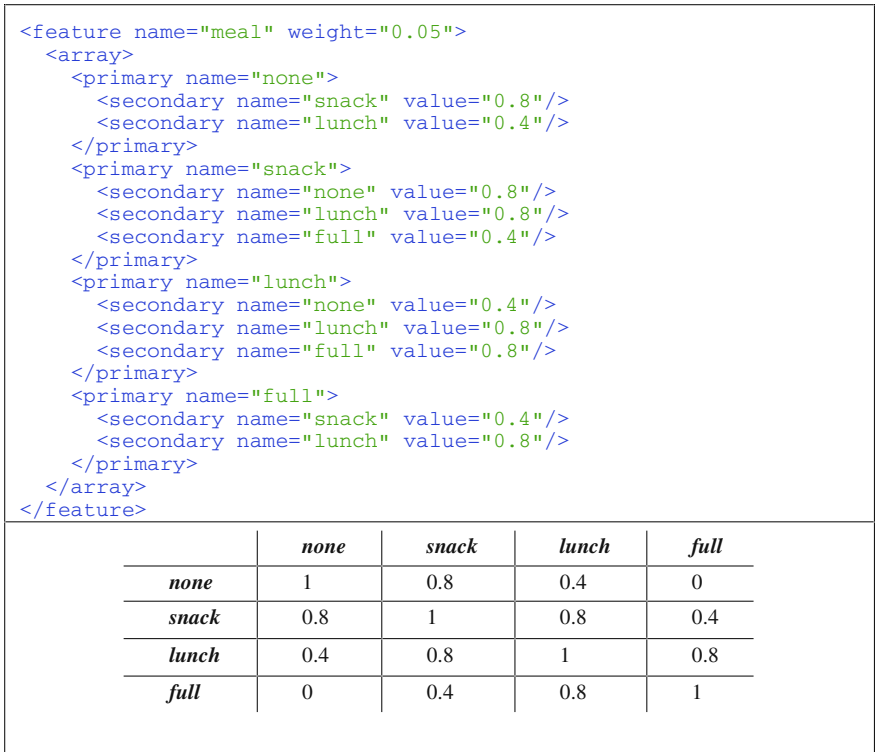 <feature name="meal" weight="0.05">
<array>
<primary name="none">
<secondary name="snack" value="0.8"/>
<secondary name="lunch" value="0.4"/>
</primary>
<primary name="snack">
<secondary name="none" value="0.8"/>
<secondary name="lunch" value="0.8"/>
<secondary name="full" value="0.4"/>
</primary>
<primary name="lunch">
<secondary name="none" value="0.4"/>
<secondary name="lunch" value="0.8"/>
<secondary name="full" value="0.8"/>
</primary>
<primary name="full">
<secondary name="snack" value="0.4"/>
<secondary name="lunch" value="0.8"/>
</primary>
</array>
</feature>
none snack lunch full
none 1 0.8 0.4 0
snack 0.8 1 0.8 0.4
lunch 0.4 0.8 1 0.8
full 0 0.4 0.8 1